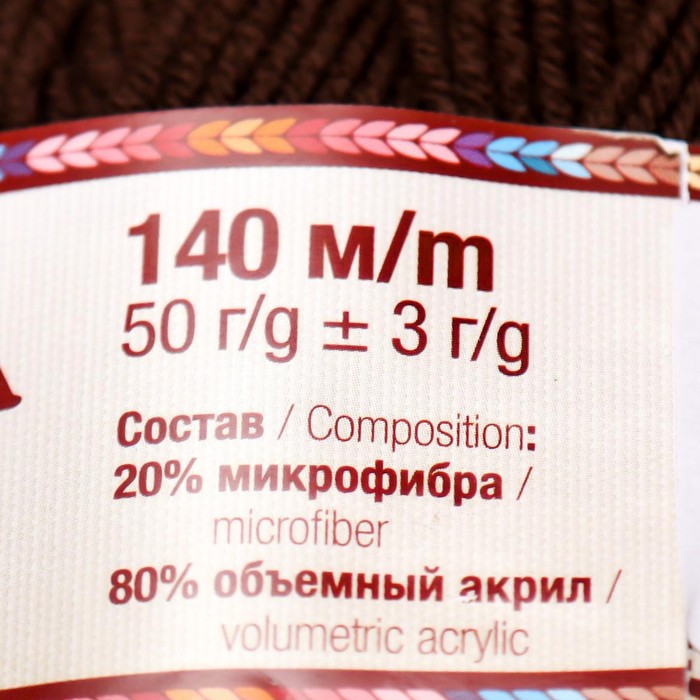 140 м/m
50 г/g ± 3 г/g
Состав / Composition:
20% микрофибра /
microfiber
80% объемный акрил /
volumetric acrylic